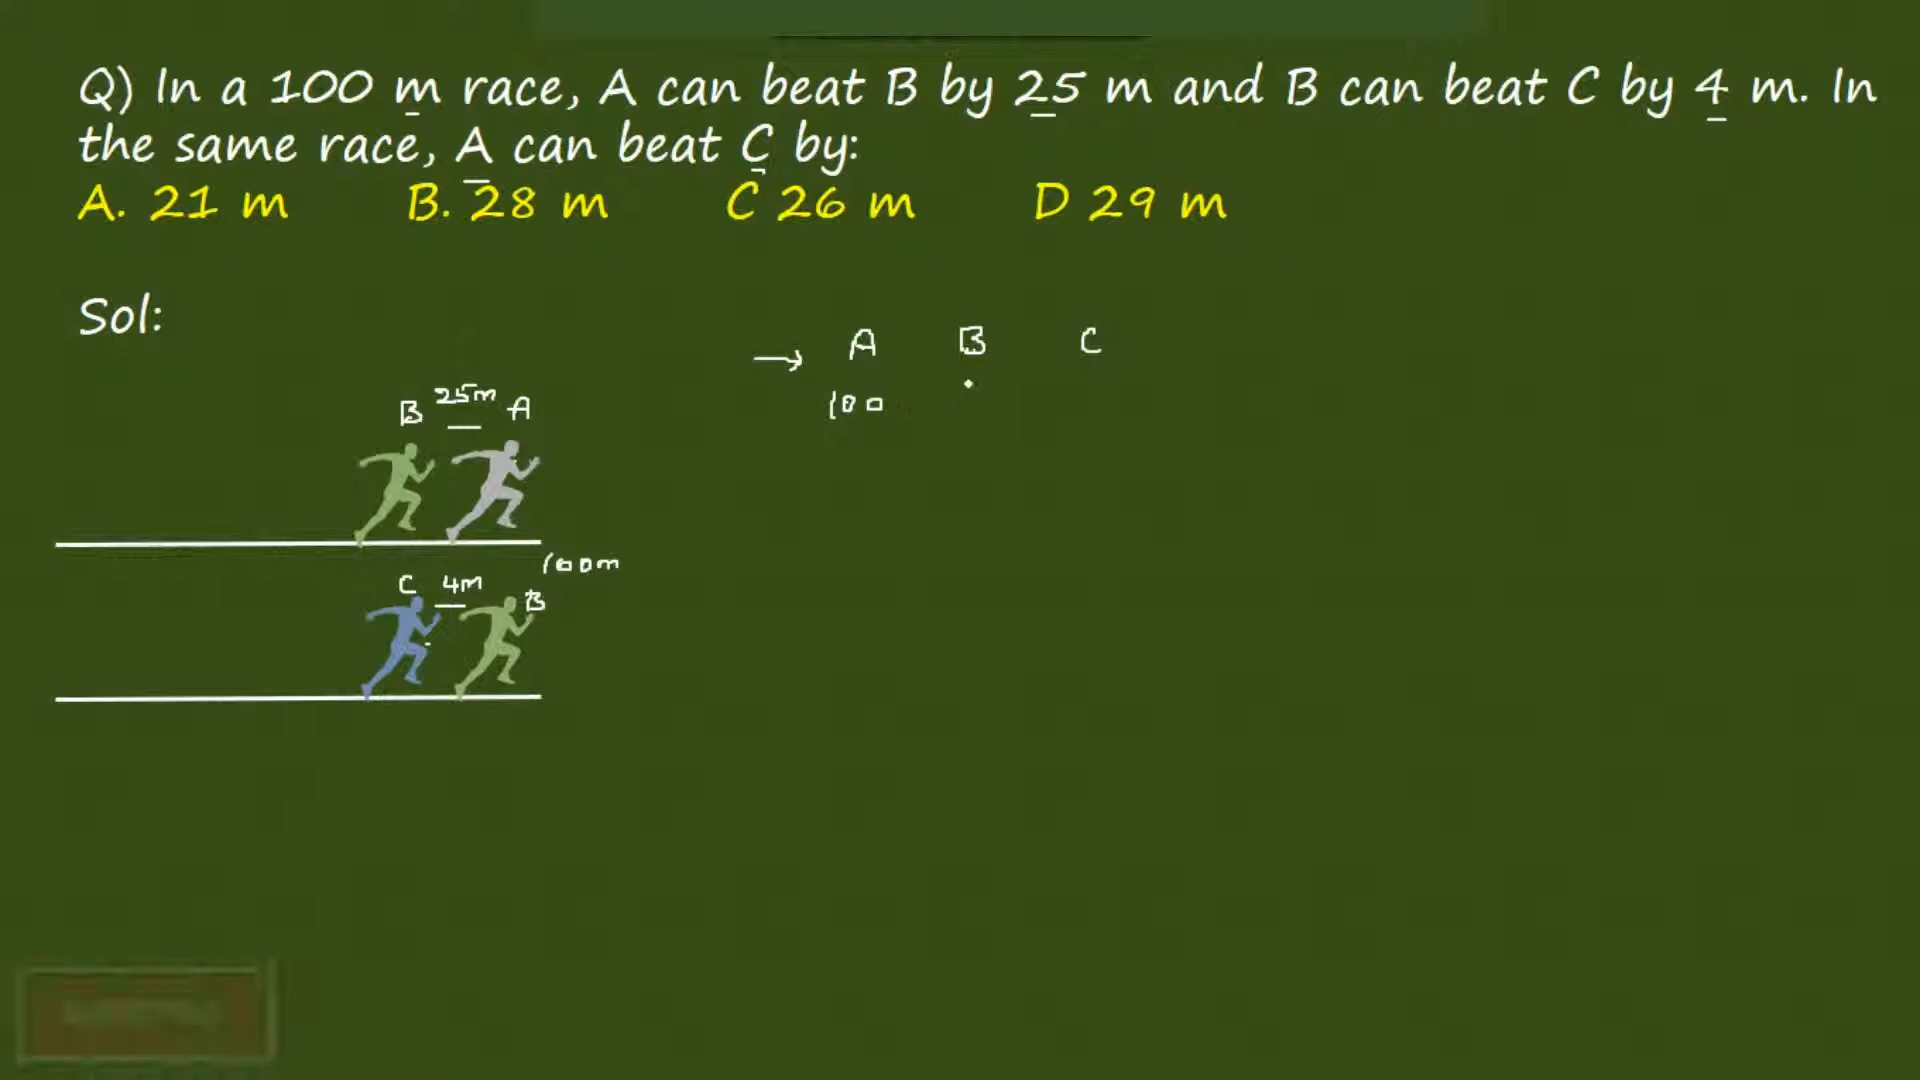 Q) In a 100 m race, A can beat B by 25 m and B can beat C by 4 m. In
the same race, A can beat C by:
A. 21 m B. 28 m C 26 m D 29 m
Sol:
A B C
100
B 25m A
100m
C 4m B